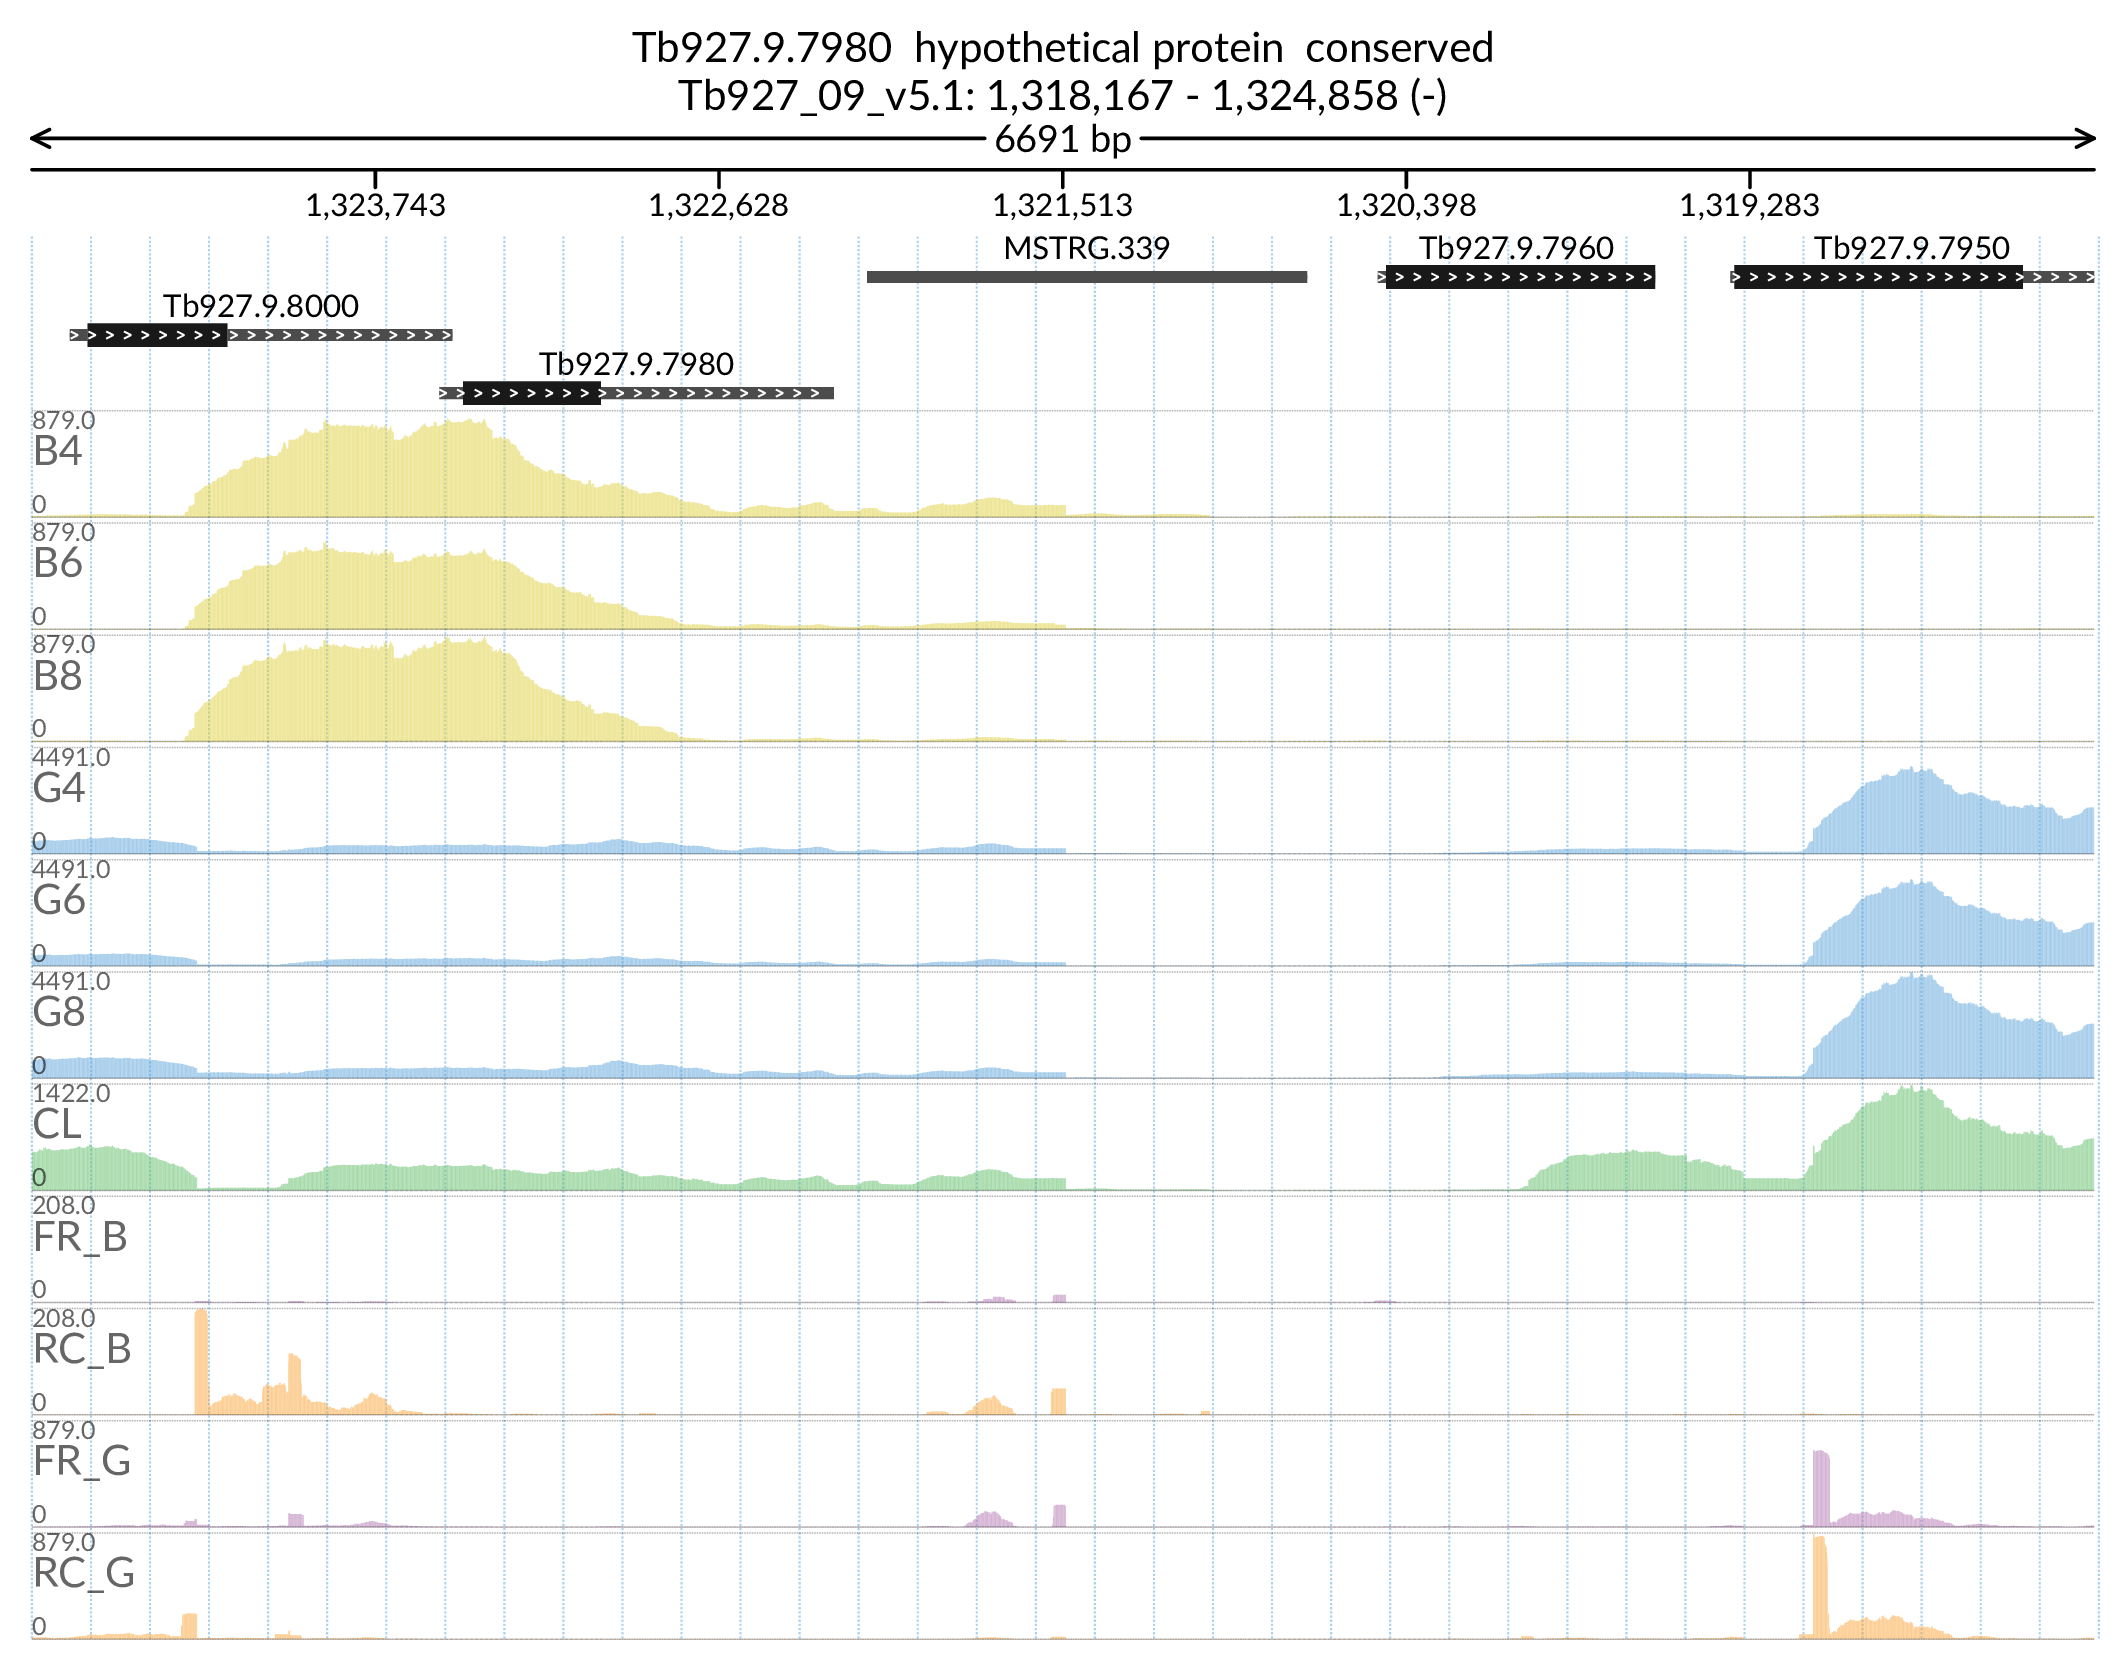 Tb927.9.7980  hypothetical protein  conserved
Tb927_09_v5.1: 1,318,167 - 1,324,858 (-)
6691 bp
1,323,743 1,322,628 1,321,513 1,320,398 1,319,283
MSTRG.339 Tb927.9.7960 Tb927.9.7950
Tb927.9.8000
Tb927.9.7980
879.0
B4
0
879.0
B6
0
879.0
B8
0
4491.0
G4
0
4491.0
G6
0
4491.0
G8
0
1422.0
CL
0
208.0
FR_B
0
208.0
RC_B
0
879.0
FR_G
0
879.0
RC_G
0